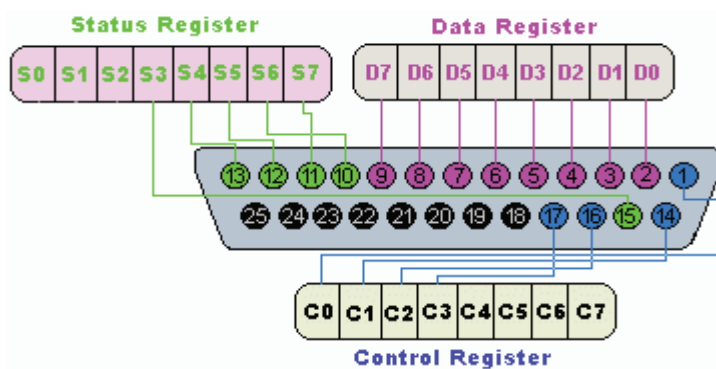 Status Register
Data Register
S0 S1 S2 S3 S4 S5 S6 S7
D7 D6 D5 D4 D3 D2 D1 D0
13 12 11 10 9 8 7 6 5 4 3 2 1
25 24 23 22 21 20 19 18 17 16 15 14
C0 C1 C2 C3 C4 C5 C6 C7
Control Register